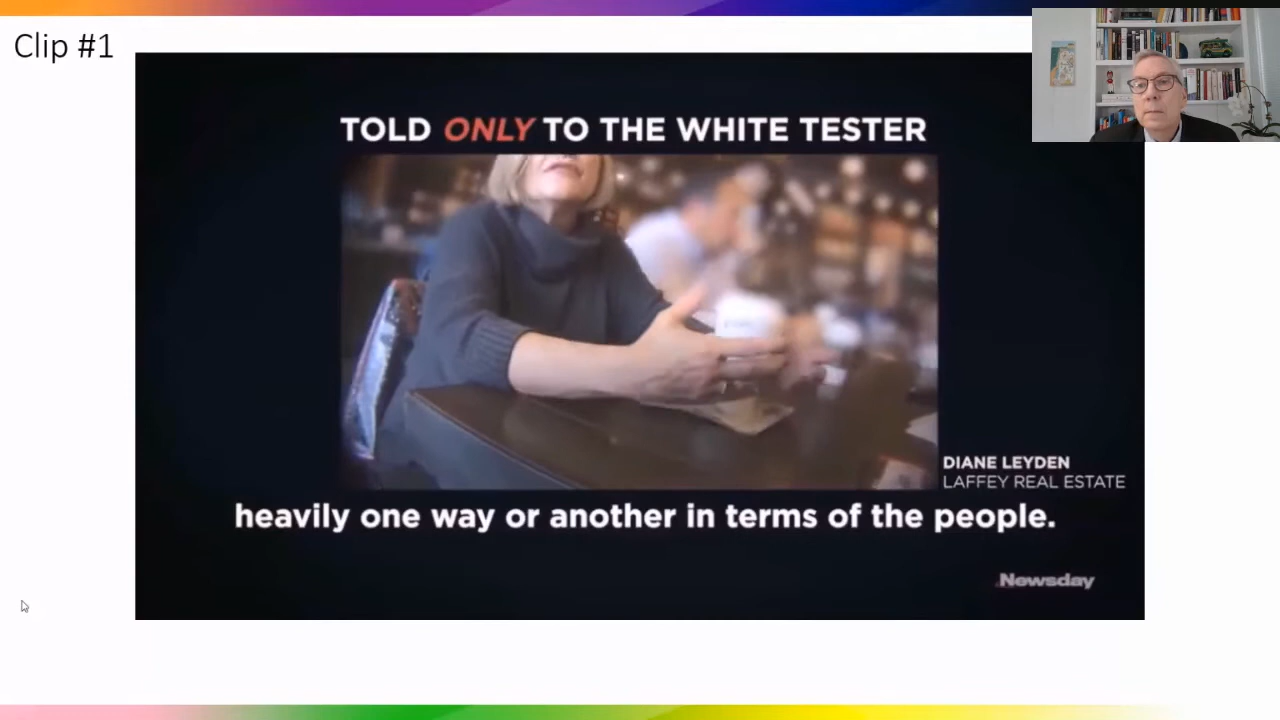 Clip #1
TOLD ONLY TO THE WHITE TESTER
DIANE LEYDEN
LAFFEY REAL ESTATE
heavily one way or another in terms of the people.
Newsday